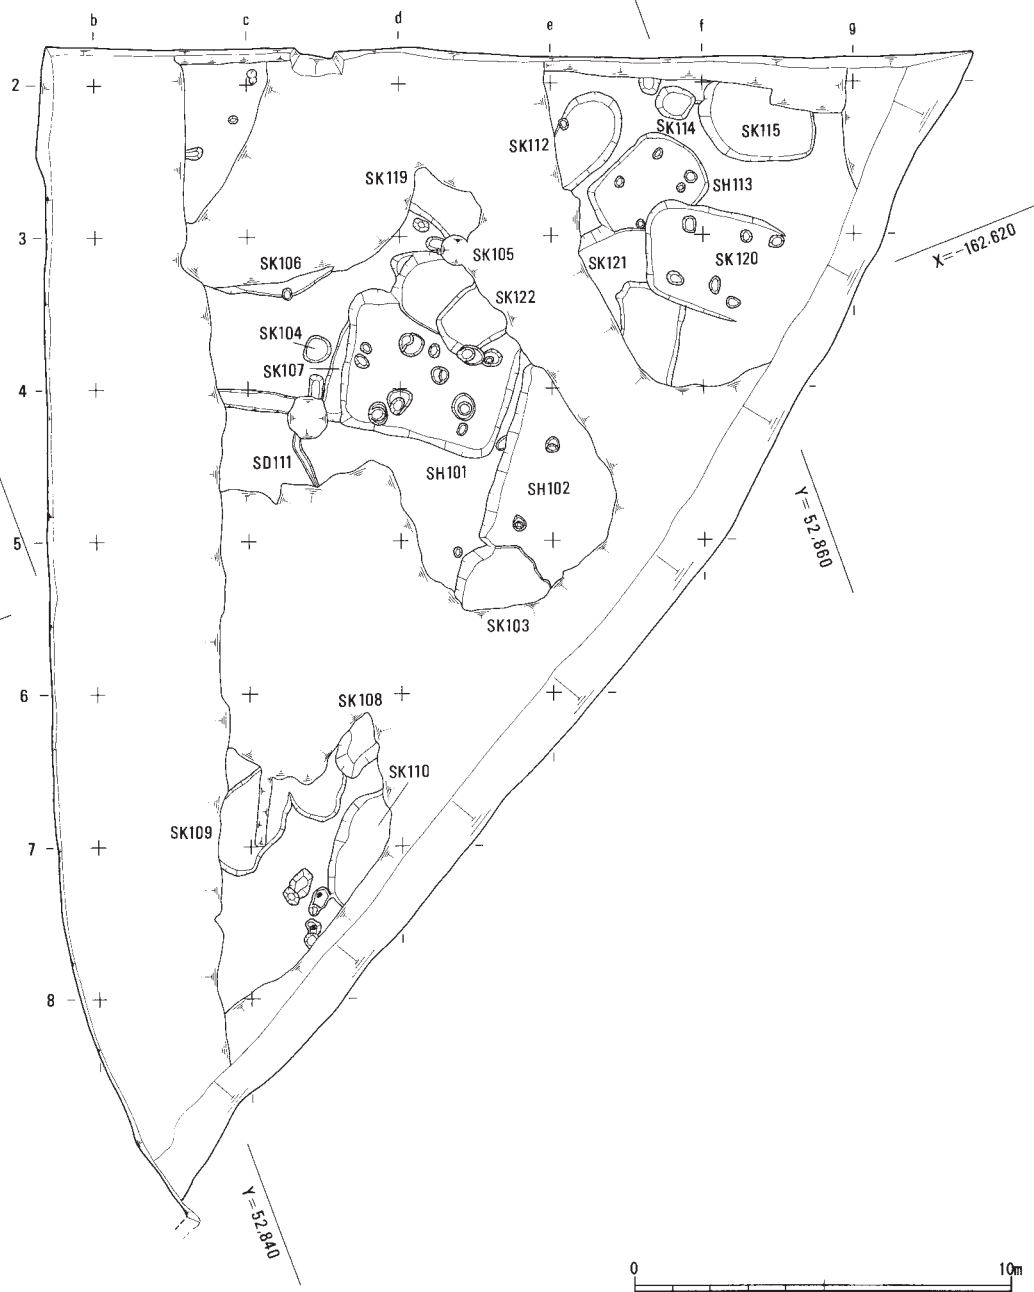 b c d e f g
2
SK114
SK115
SK112
SK119
SH113
3
SK105
SK106
SK121
SK120
X=-162.620
SK122
SK104
SK107
4
SD111
SH101
SH102
Y=52.860
5
SK103
6
SK108
SK110
SK109
7
8
Y=52.840
0 10m